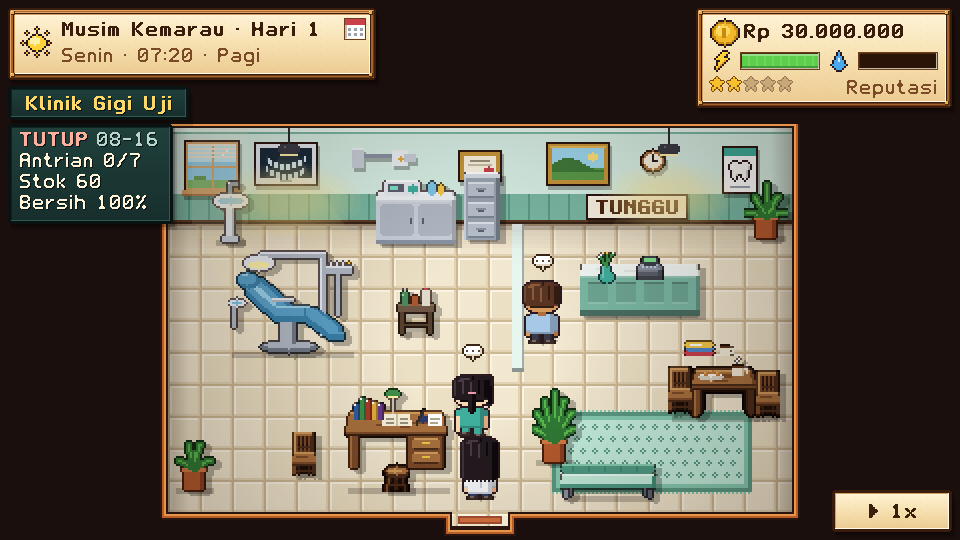 Musim Kemarau · Hari 1
Senin · 07:20 · Pagi
Rp 30.000.000
Reputasi
Klinik Gigi Uji
TUTUP 08-16
Antrian 0/7
Stok 60
Bersih 100%
TUNGGU
1x